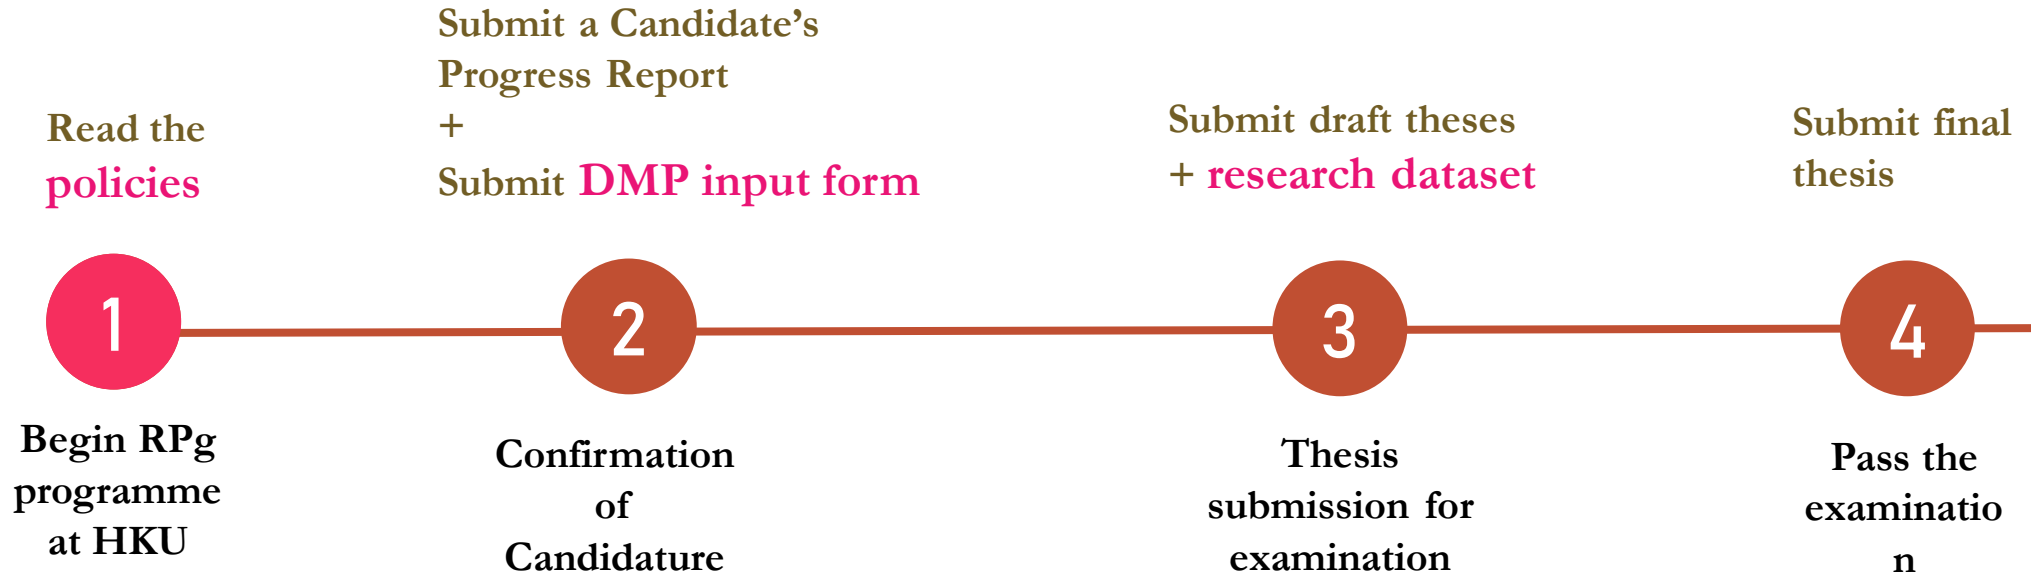 Read the
policies
Submit a Candidate's
Progress Report
+
Submit DMP input form
Submit draft theses
+ research dataset
Submit final
thesis
1
2
3
4
Begin RPg
programme
at HKU
Confirmation
of
Candidature
Thesis
submission for
examination
Pass the
examinatio
n